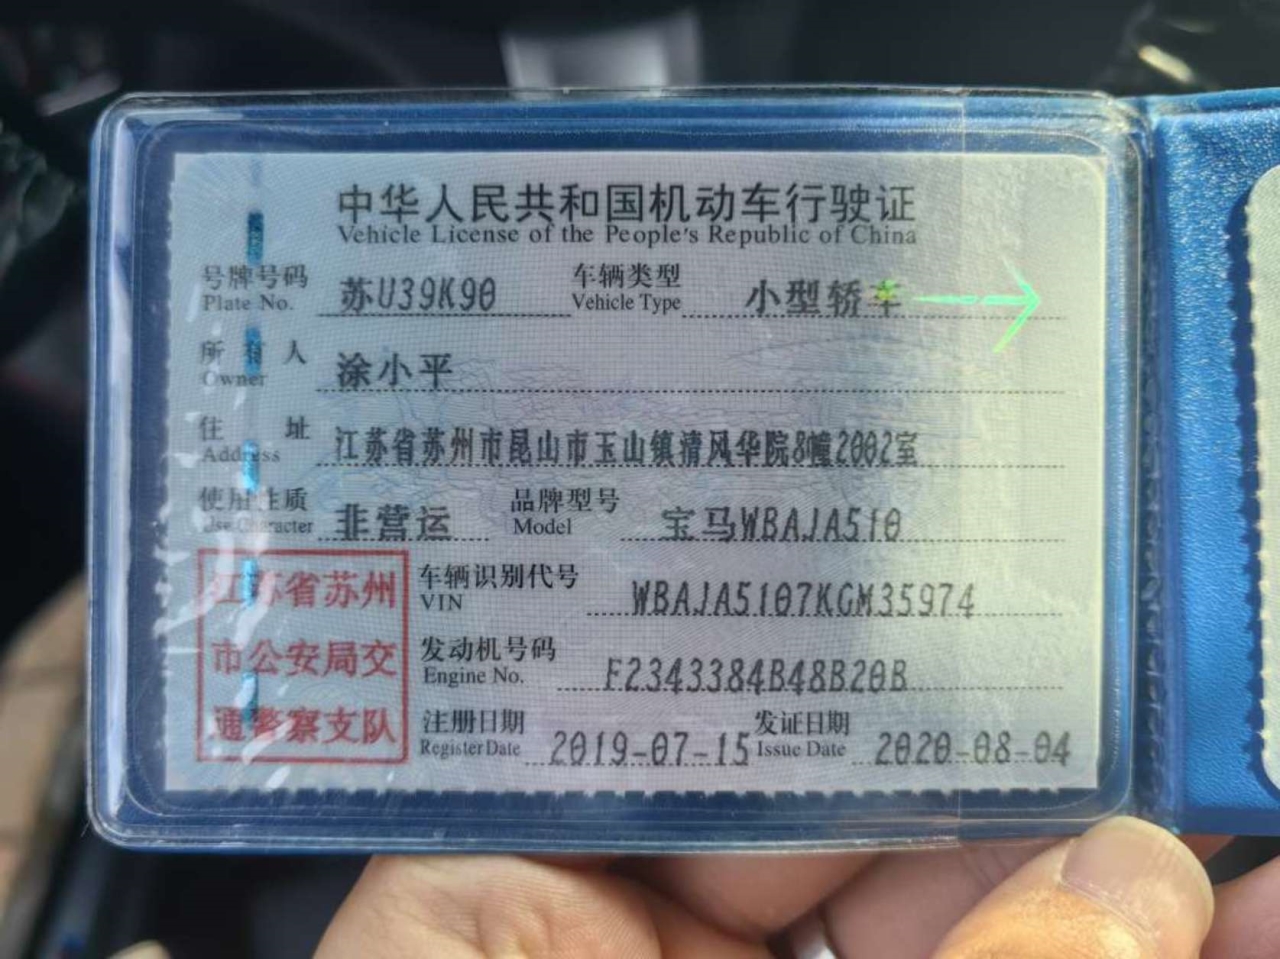 中华人民共和国机动车行驶证
Vehicle License of the People's Republic of China
号牌号码 苏U39K90 车辆类型 小型轿车
Plate No. Vehicle Type
所有人 涂小平
Owner
住址 江苏省苏州市昆山市玉山镇清风华院8幢2002室
Address
使用性质 非营运 品牌型号 宝马WBAJA510
Use Character Model
江苏省苏州
市公安局交
通警察支队
车辆识别代号 WBAJA5107KGM35974
VIN
发动机号码 F2343384B48B20B
Engine No.
注册日期 2019-07-15 发证日期 2020-08-04
Register Date Issue Date